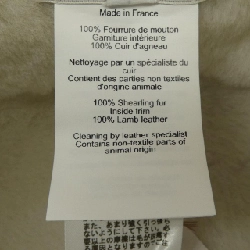 Made in France
100% Fourrure de mouton
Garniture intérieure
100% Cuir d'agneau
Nettoyage par un spécialiste du
cuir
Contient des parties non textiles
d'origine animale
100% Shearling fur
Inside trim
100% Lamb leather
Cleaning by leather specialist
Contains non-textile parts of
animal origin